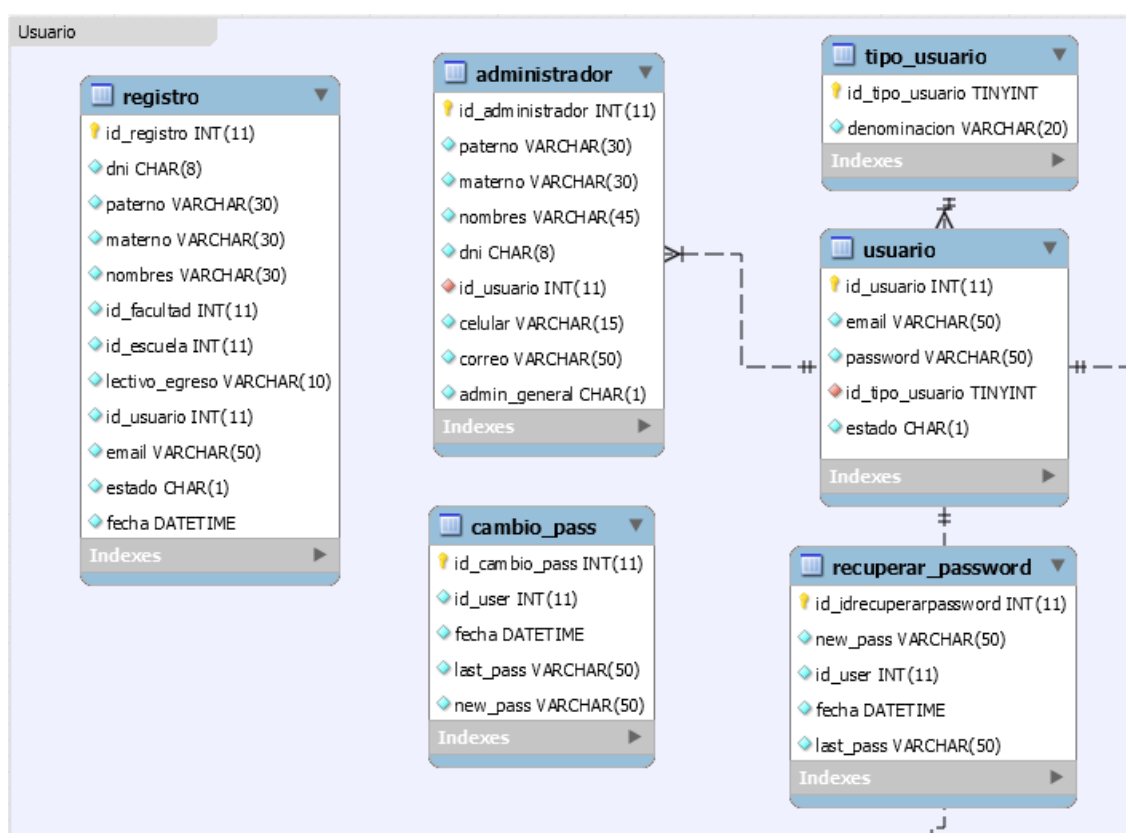 Usuario
registro
id_registro INT(11)
dni CHAR(8)
paterno VARCHAR(30)
materno VARCHAR(30)
nombres VARCHAR(30)
id_facultad INT(11)
id_escuela INT(11)
lectivo_egreso VARCHAR(10)
id_usuario INT(11)
email VARCHAR(50)
estado CHAR(1)
fecha DATETIME
Indexes
administrador
id_administrador INT(11)
paterno VARCHAR(30)
materno VARCHAR(30)
nombres VARCHAR(45)
dni CHAR(8)
id_usuario INT(11)
celular VARCHAR(15)
correo VARCHAR(50)
admin_general CHAR(1)
Indexes
cambio_pass
id_cambio_pass INT(11)
id_user INT(11)
fecha DATETIME
last_pass VARCHAR(50)
new_pass VARCHAR(50)
Indexes
tipo_usuario
id_tipo_usuario TINYINT
denominacion VARCHAR(20)
Indexes
usuario
id_usuario INT(11)
email VARCHAR(50)
password VARCHAR(50)
id_tipo_usuario TINYINT
estado CHAR(1)
Indexes
recuperar_password
id_idrecuperarpassword INT(11)
new_pass VARCHAR(50)
id_user INT(11)
fecha DATETIME
last_pass VARCHAR(50)
Indexes